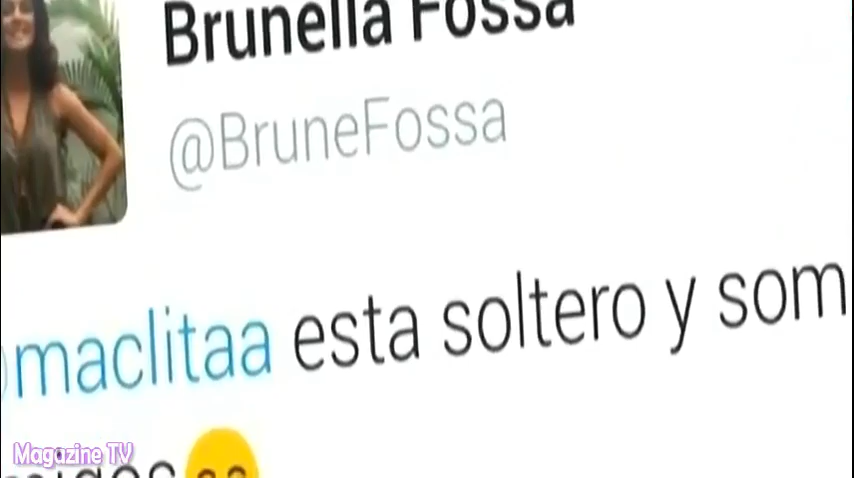 Brunella Fossa
@BruneFossa
@maclitaa esta soltero y som
Magazine TV